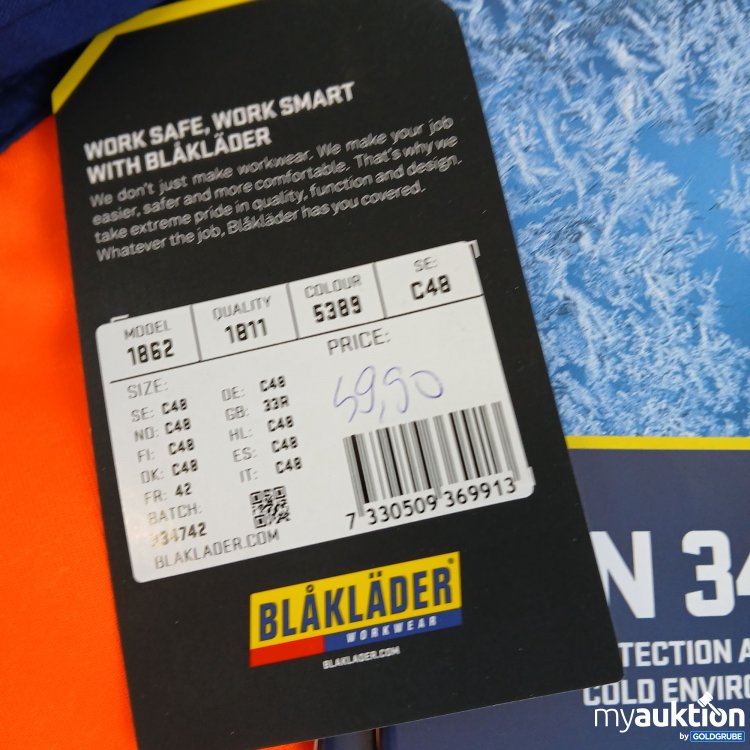 WORK SAFE, WORK SMART
WITH BLÅKLÄDER
We don't just make workwear. We make your job
easier, safer and more comfortable. That's why we
take extreme pride in quality, function and design.
Whatever the job, Blåkläder has you covered.
MODEL QUALITY COLOUR SE:
1862 1811 5389 C48
SIZE: PRICE:
SE: C48 DE: C48
NO: C48 GB: 33R
FI: C48 NL: C48
DK: C48 ES: C48
FR: 42 IT: C48
59,90
BATCH:
934742
BLAKLADER.COM
7 330509 369913
BLÅKLÄDER
WORKWEAR
BLAKLADER.COM
N 34
TECTION A
COLD ENVIRO
myauktion
by GOLDGRUBE